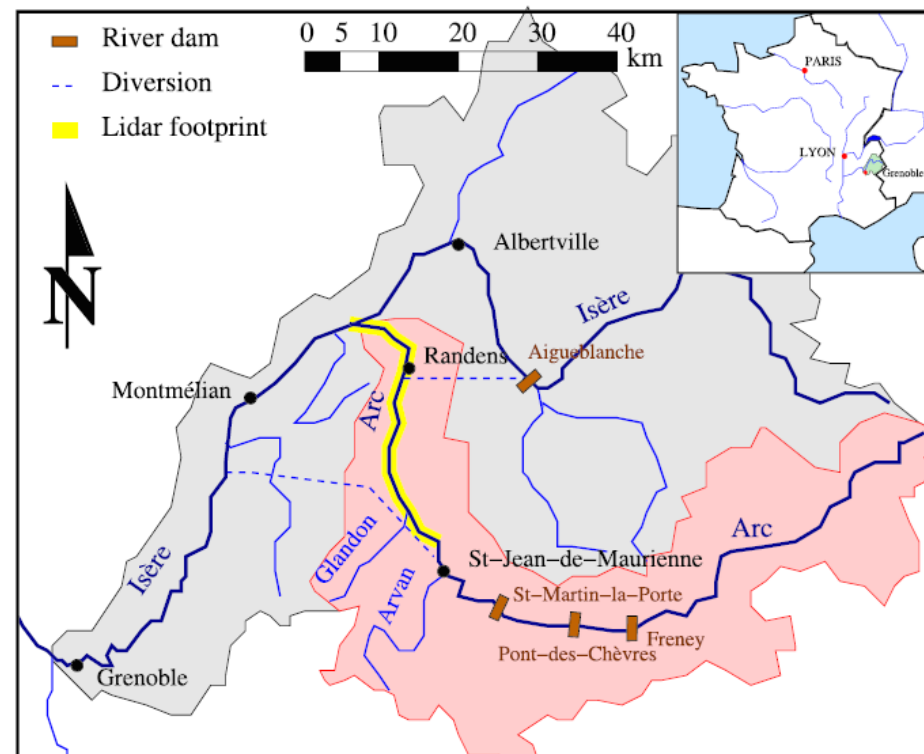 River dam
Diversion
Lidar footprint
0 5 10 20 30 40
km
PARIS
LYON
Grenoble
N
Albertville
Isère
Aigueblanche
Randens
Montmélian
Arc
Arc
Glandon
Isère
St-Jean-de-Maurienne
Arvan
St-Martin-la-Porte
Freney
Pont-des-Chèvres
Grenoble